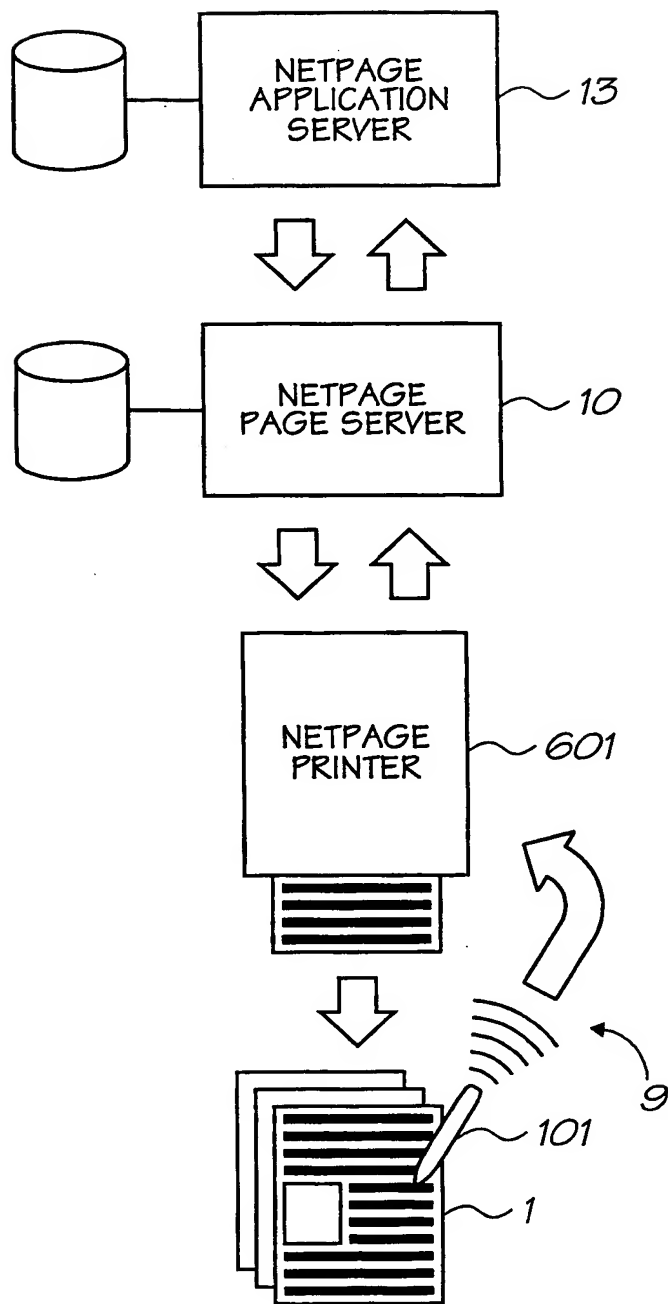 NETPAGE
APPLICATION
SERVER
13
NETPAGE
PAGE SERVER
10
NETPAGE
PRINTER
601
9
101
1